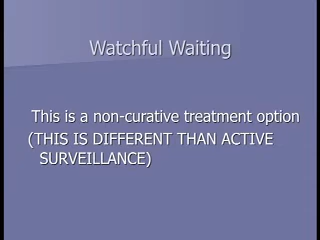 Watchful Waiting
This is a non-curative treatment option
(THIS IS DIFFERENT THAN ACTIVE
SURVEILLANCE)